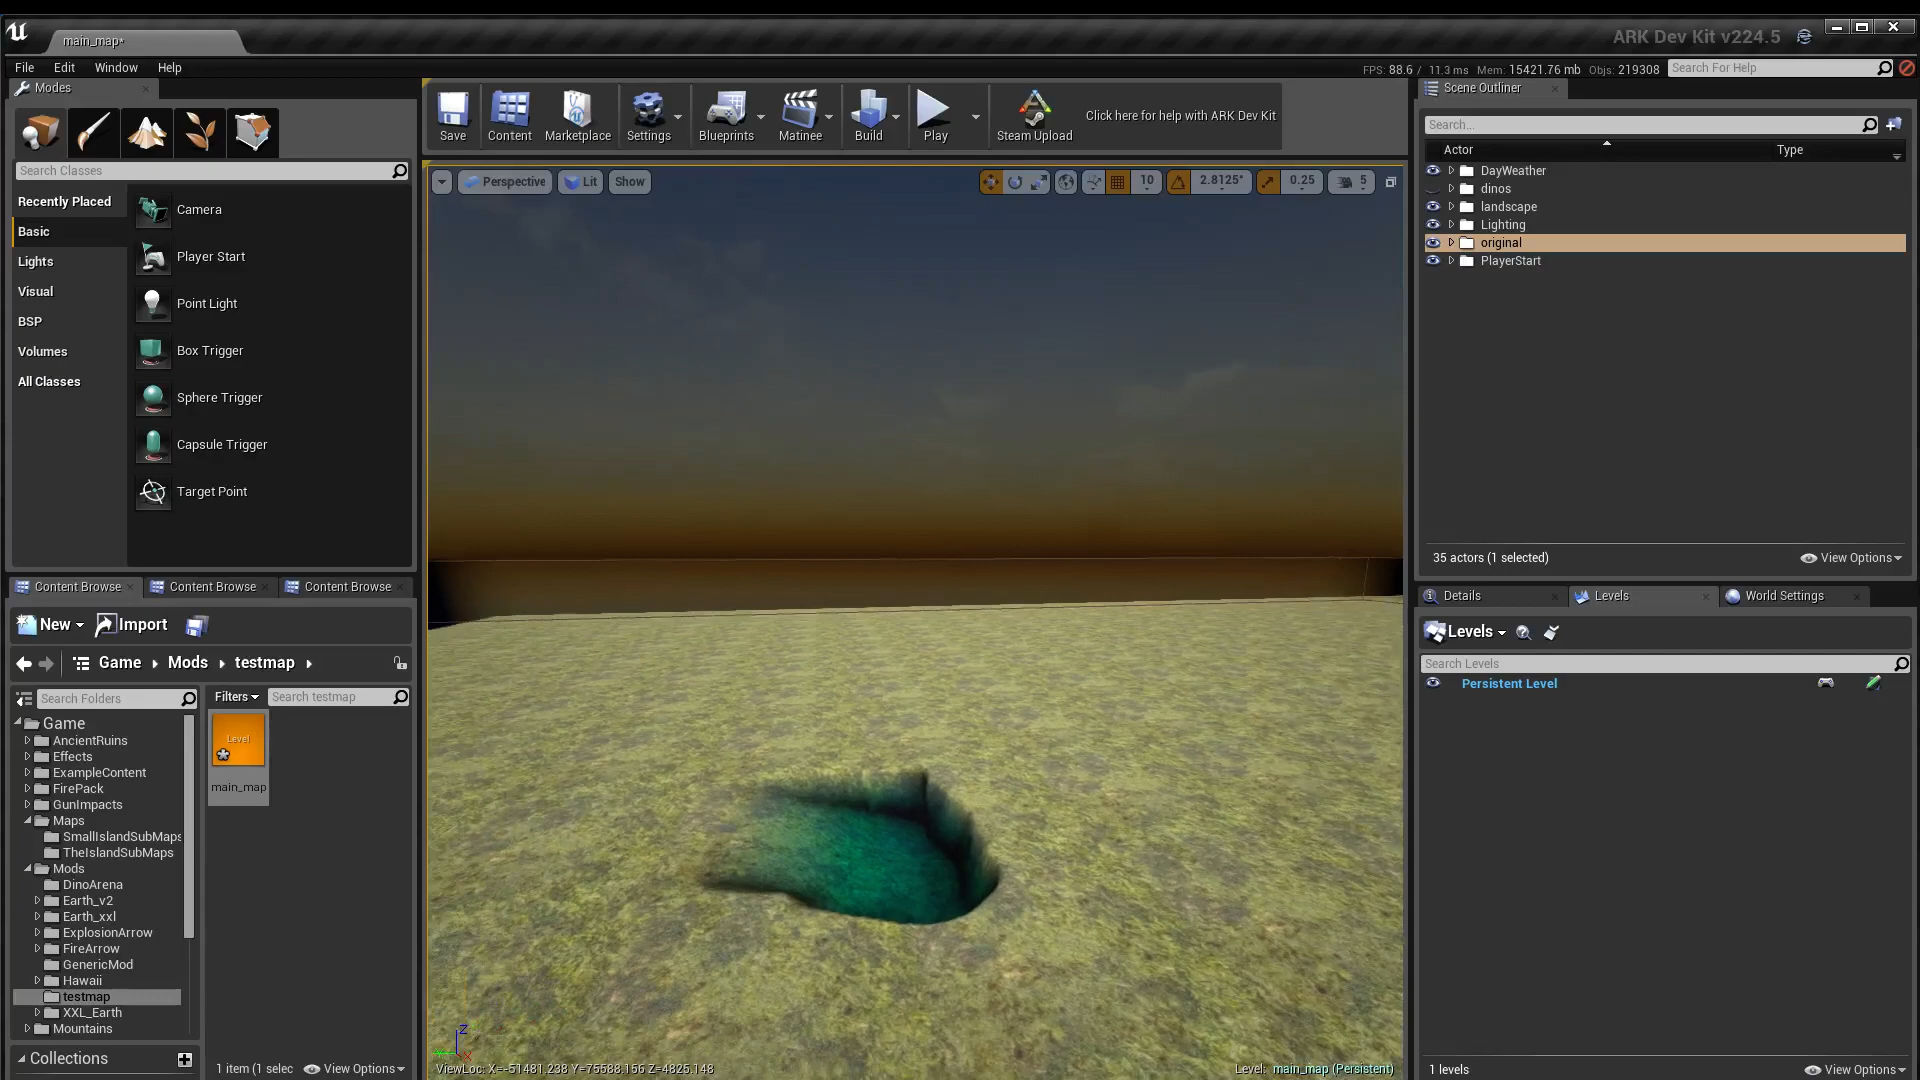 main_map*
ARK Dev Kit v224.5
File Edit Window Help
FPS: 88.6 / 11.3 ms Mem: 15421.76 mb Objs: 219308
Search For Help
Modes
Search Classes
Recently Placed
Basic
Lights
Visual
BSP
Volumes
All Classes
Camera
Player Start
Point Light
Box Trigger
Sphere Trigger
Capsule Trigger
Target Point
Save Content Marketplace Settings Blueprints Matinee Build Play Steam Upload
Click here for help with ARK Dev Kit
Perspective Lit Show
10 2.8125° 0.25 5
ViewLoc: X=-51481.238 Y=75588.156 Z=4825.148
Level: main_map (Persistent)
Z
X
Scene Outliner
Search...
Actor Type
DayWeather
dinos
landscape
Lighting
original
PlayerStart
35 actors (1 selected)
View Options
Content Browse Content Browse Content Browse
New Import
Game Mods testmap
Search Folders
Filters
Search testmap
Game
AncientRuins
Effects
ExampleContent
FirePack
GunImpacts
Maps
SmallIslandSubMaps
TheIslandSubMaps
Mods
DinoArena
Earth_v2
Earth_xxl
ExplosionArrow
FireArrow
GenericMod
Hawaii
testmap
XXL_Earth
Mountains
Collections
Level
main_map
1 item (1 selec
View Options
Details Levels World Settings
Levels
Search Levels
Persistent Level
1 levels
View Options